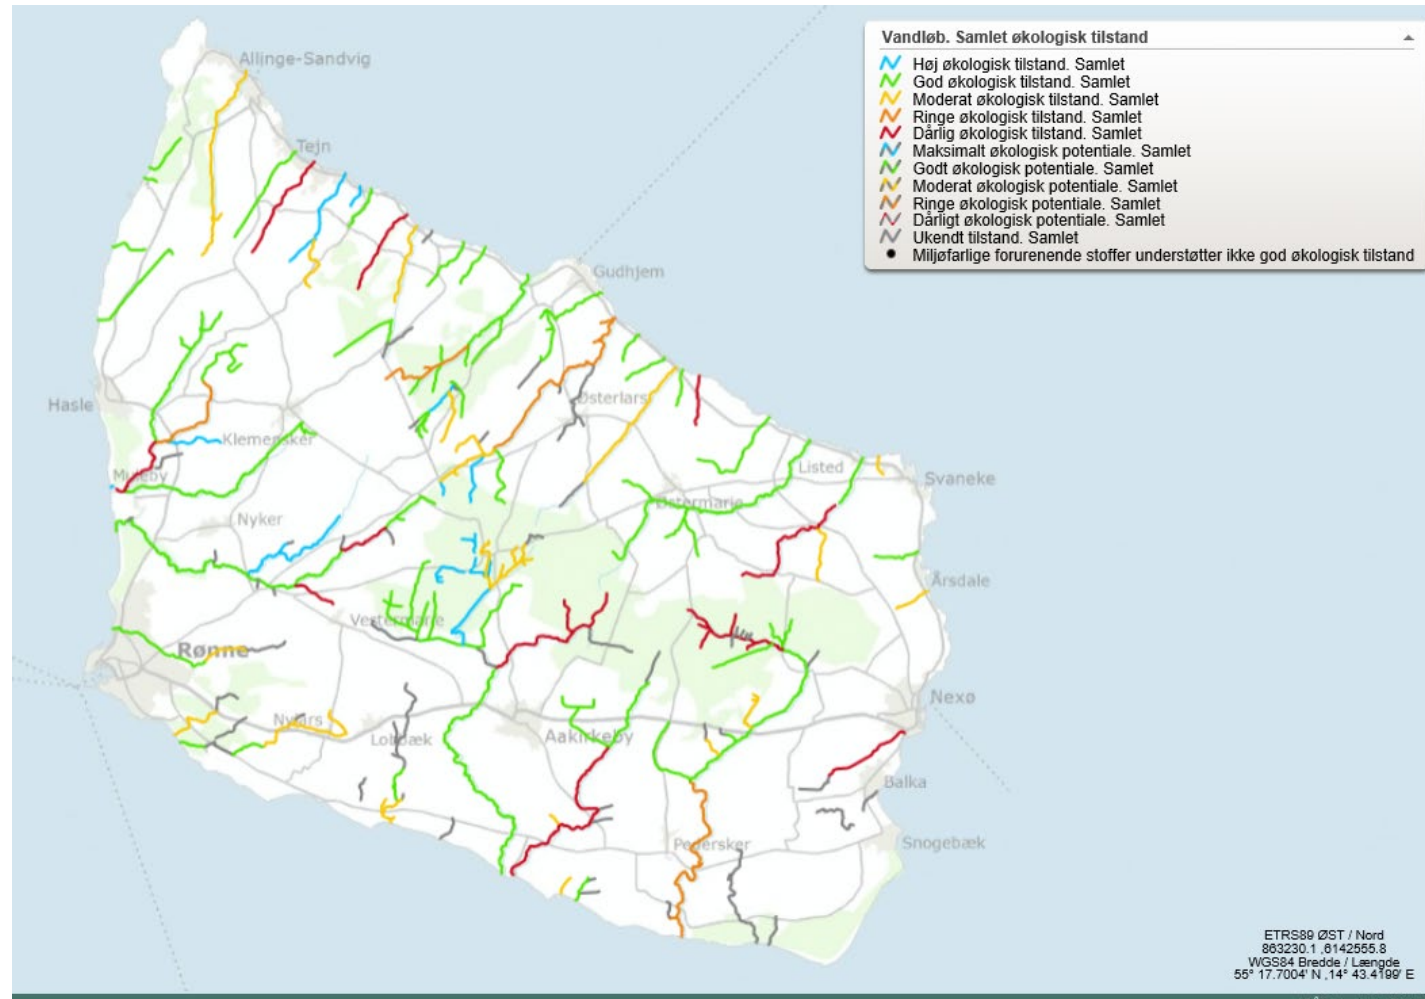 Vandløb. Samlet økologisk tilstand
Høj økologisk tilstand. Samlet
God økologisk tilstand. Samlet
Moderat økologisk tilstand. Samlet
Ringe økologisk tilstand. Samlet
Dårlig økologisk tilstand. Samlet
Maksimalt økologisk potentiale. Samlet
Godt økologisk potentiale. Samlet
Moderat økologisk potentiale. Samlet
Ringe økologisk potentiale. Samlet
Dårligt økologisk potentiale. Samlet
Ukendt tilstand. Samlet
Miljøfarlige forurenende stoffer understøtter ikke god økologisk tilstand
Allinge-Sandvig
Tejn
Gudhjem
Hasle
Østerlars
Klemensker
Muleby
Listed
Svaneke
Østermarie
Nyker
Årsdale
Vestermarie
Rønne
Nexø
Nylars
Lobbæk
Aakirkeby
Balka
Pedersker
Snogebæk
ETRS89 ØST / Nord
863230.1 ,6142555.8
WGS84 Bredde / Længde
55° 17.7004' N ,14° 43.4199' E